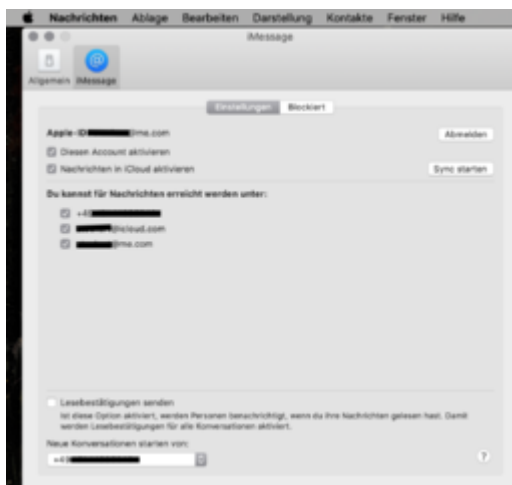 Nachrichten Ablage Bearbeiten Darstellung Kontakte Fenster Hilfe
iMessage
Allgemein iMessage
Einstellungen Blockiert
Apple-ID @me.com Abmelden
Diesen Account aktivieren
Nachrichten in iCloud aktivieren Sync starten
Du kannst für Nachrichten erreicht werden unter:
+49
@icloud.com
@me.com
Lesebestätigungen senden
Ist diese Option aktiviert, werden Personen benachrichtigt, wenn du ihre Nachrichten gelesen hast. Damit
werden Lesebestätigungen für alle Konversationen aktiviert.
Neue Konversationen starten von:
+49 ?